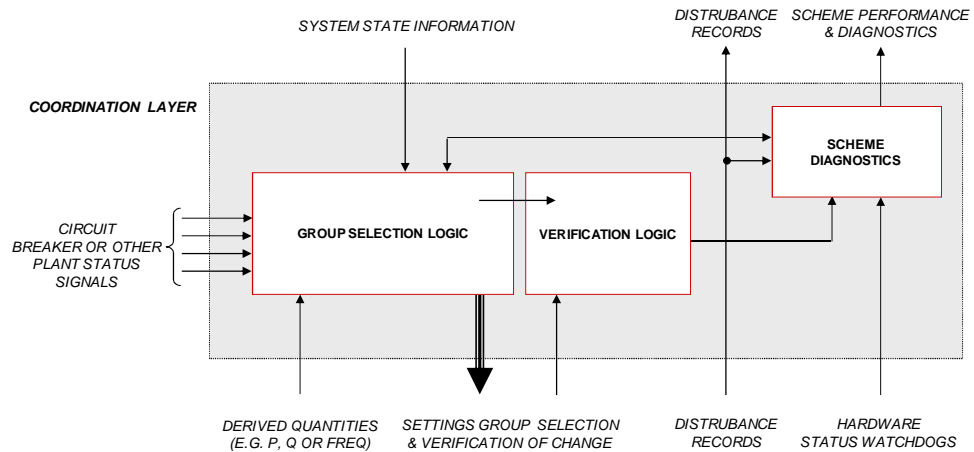 SYSTEM STATE INFORMATION
DISTRUBANCE
RECORDS
SCHEME PERFORMANCE
& DIAGNOSTICS
COORDINATION LAYER
SCHEME
DIAGNOSTICS
CIRCUIT
BREAKER OR OTHER
PLANT STATUS
SIGNALS
GROUP SELECTION LOGIC
VERIFICATION LOGIC
DERIVED QUANTITIES
(E.G. P, Q OR FREQ)
SETTINGS GROUP SELECTION
& VERIFICATION OF CHANGE
DISTRUBANCE
RECORDS
HARDWARE
STATUS WATCHDOGS